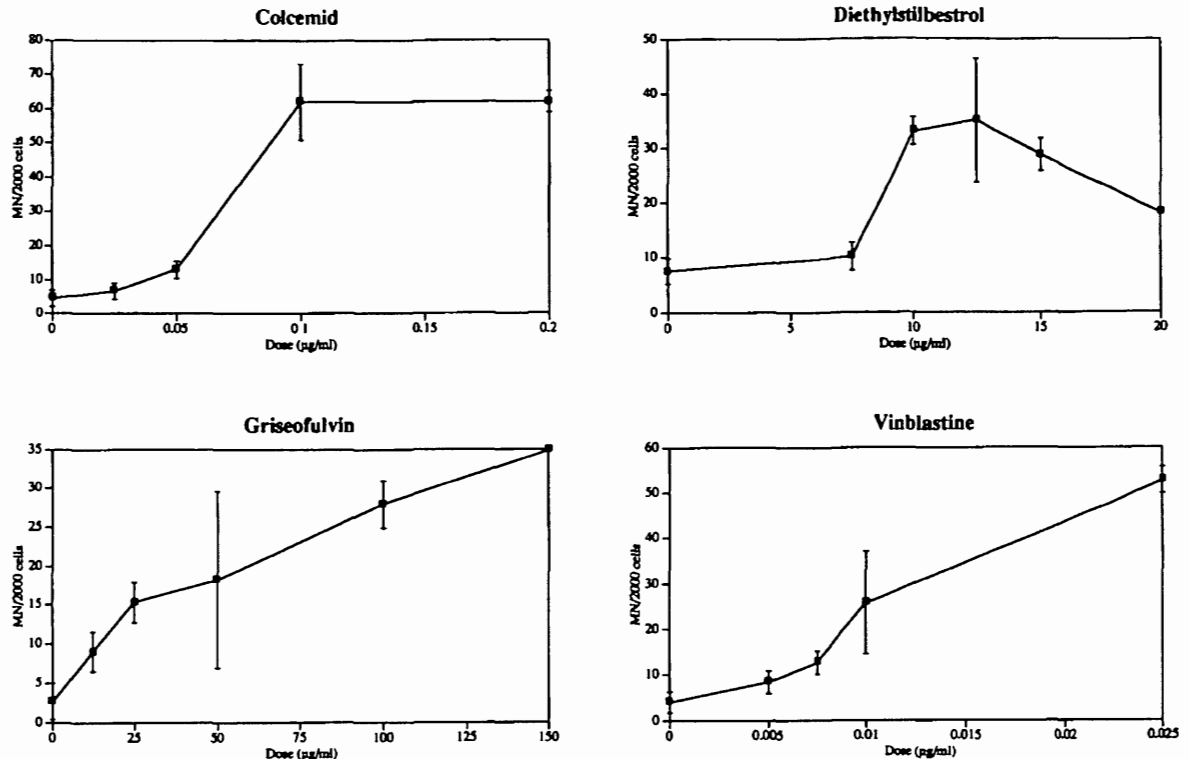 Colcemid
80
70
60
50
40
30
20
10
0
MN/2000 cells
0 0.05 0 1 0.15 0.2
Dose (µg/ml)
Diethylstilbestrol
50
40
30
20
10
0
MN/2000 cells
0 5 10 15 20
Dose (µg/ml)
Griseofulvin
35
30
25
20
15
10
5
0
MN/2000 cells
0 25 50 75 100 125 150
Dose (µg/ml)
Vinblastine
60
50
40
30
20
10
0
MN/2000 cells
0 0.005 0.01 0.015 0.02 0.025
Dose (µg/ml)